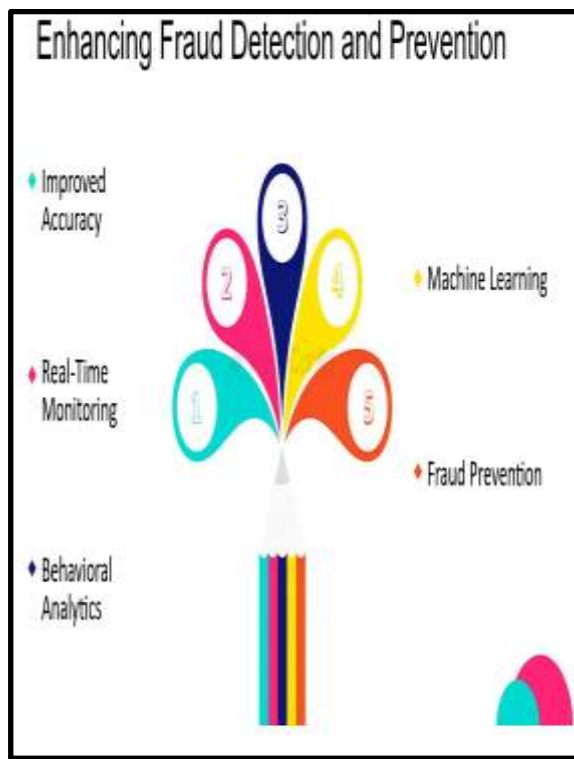 Enhancing Fraud Detection and Prevention
Improved
Accuracy
Real-Time
Monitoring
Behavioral
Analytics
1
2
3
4
5
Machine Learning
Fraud Prevention